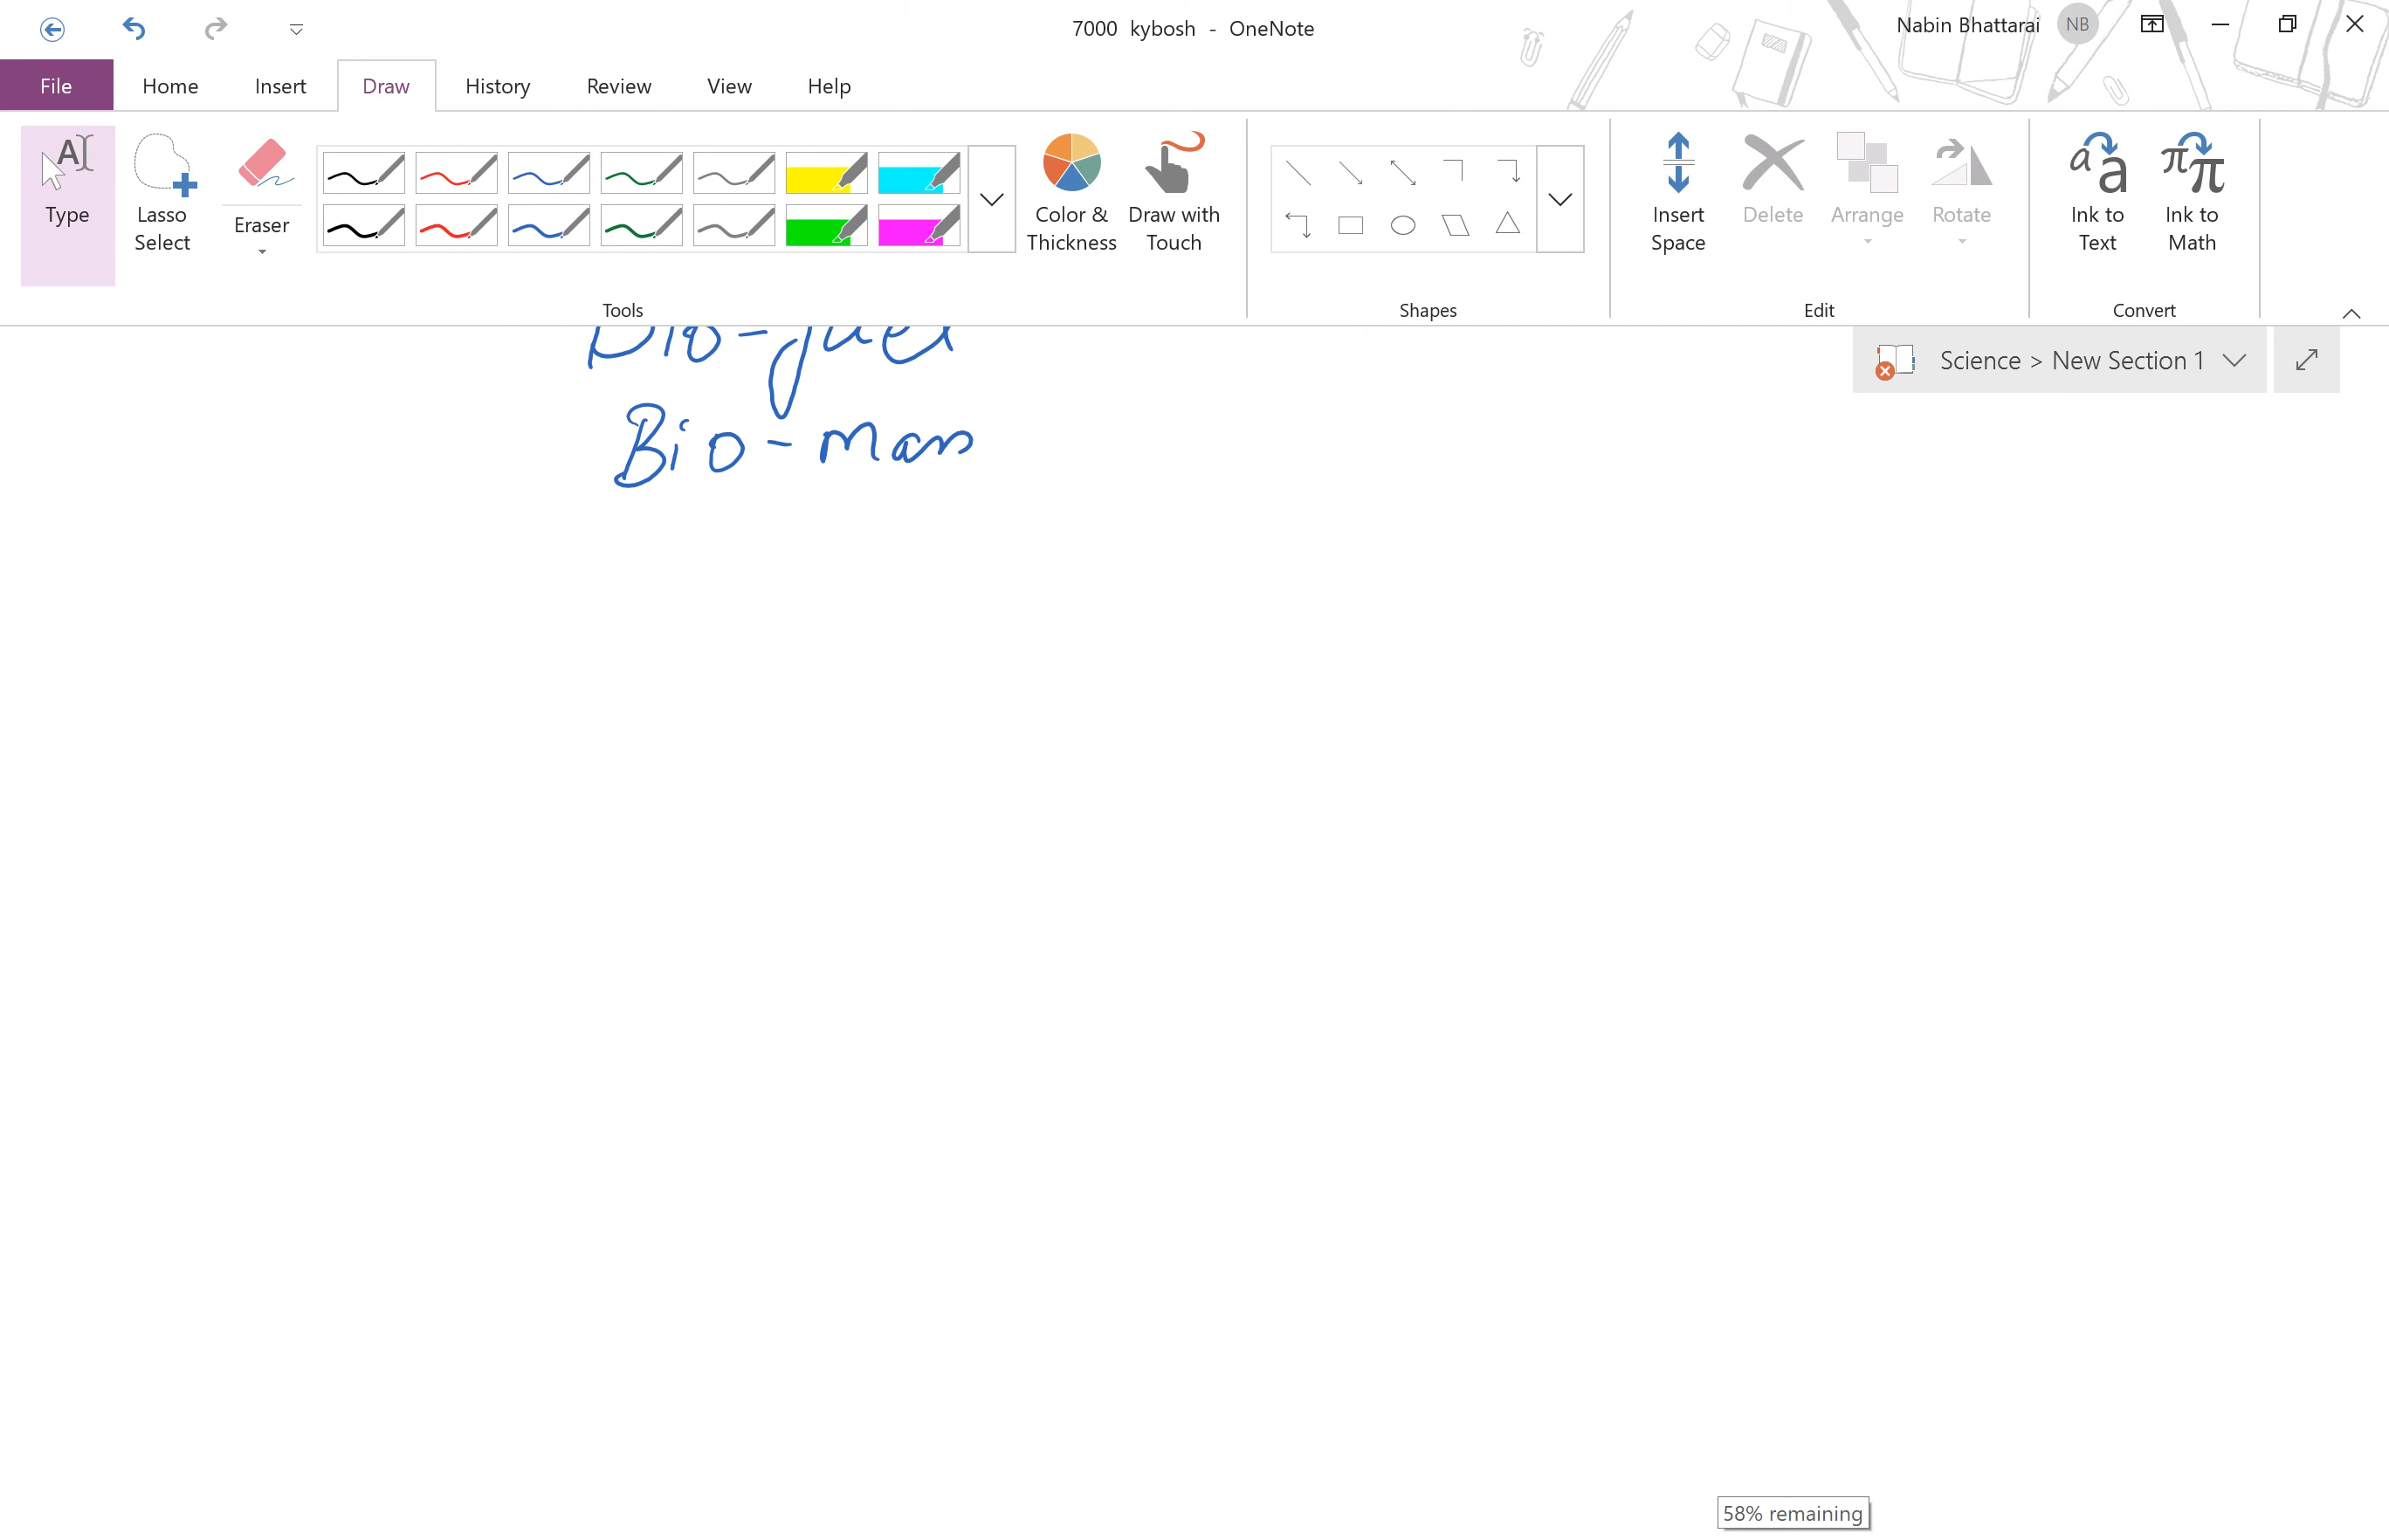 7000 kybosh - OneNote
Nabin Bhattarai NB
File Home Insert Draw History Review View Help
Type
Lasso Select
Eraser
Color & Thickness
Draw with Touch
Insert Space
Delete
Arrange
Rotate
Ink to Text
Ink to Math
Tools Shapes Edit Convert
Science > New Section 1
Bio-fuel
Bio-mass
58% remaining